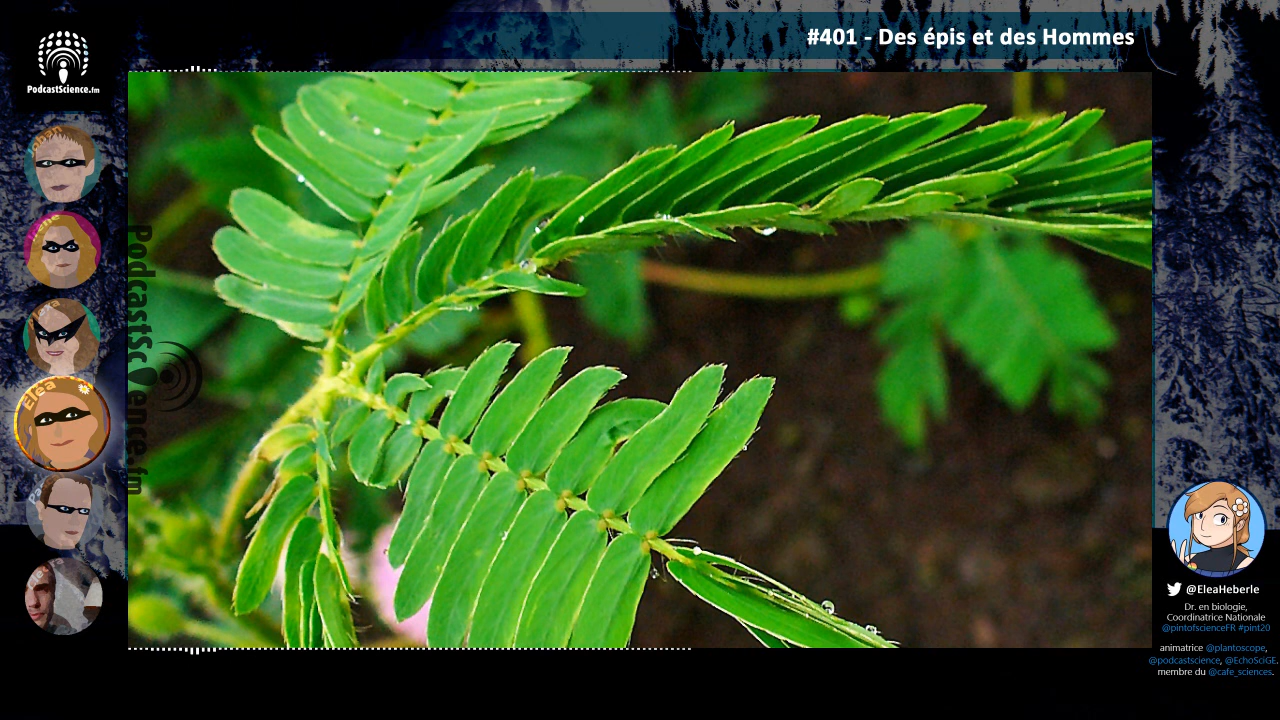 #401 - Des épis et des Hommes
PodcastScience.fm
Eléa
PodcastScience.fm
@EleaHeberle
Dr. en biologie,
Coordinatrice Nationale
@pintofscienceFR #pint20
animatrice @plantoscope,
@podcastscience, @EchoSciGE,
membre du @cafe_sciences.